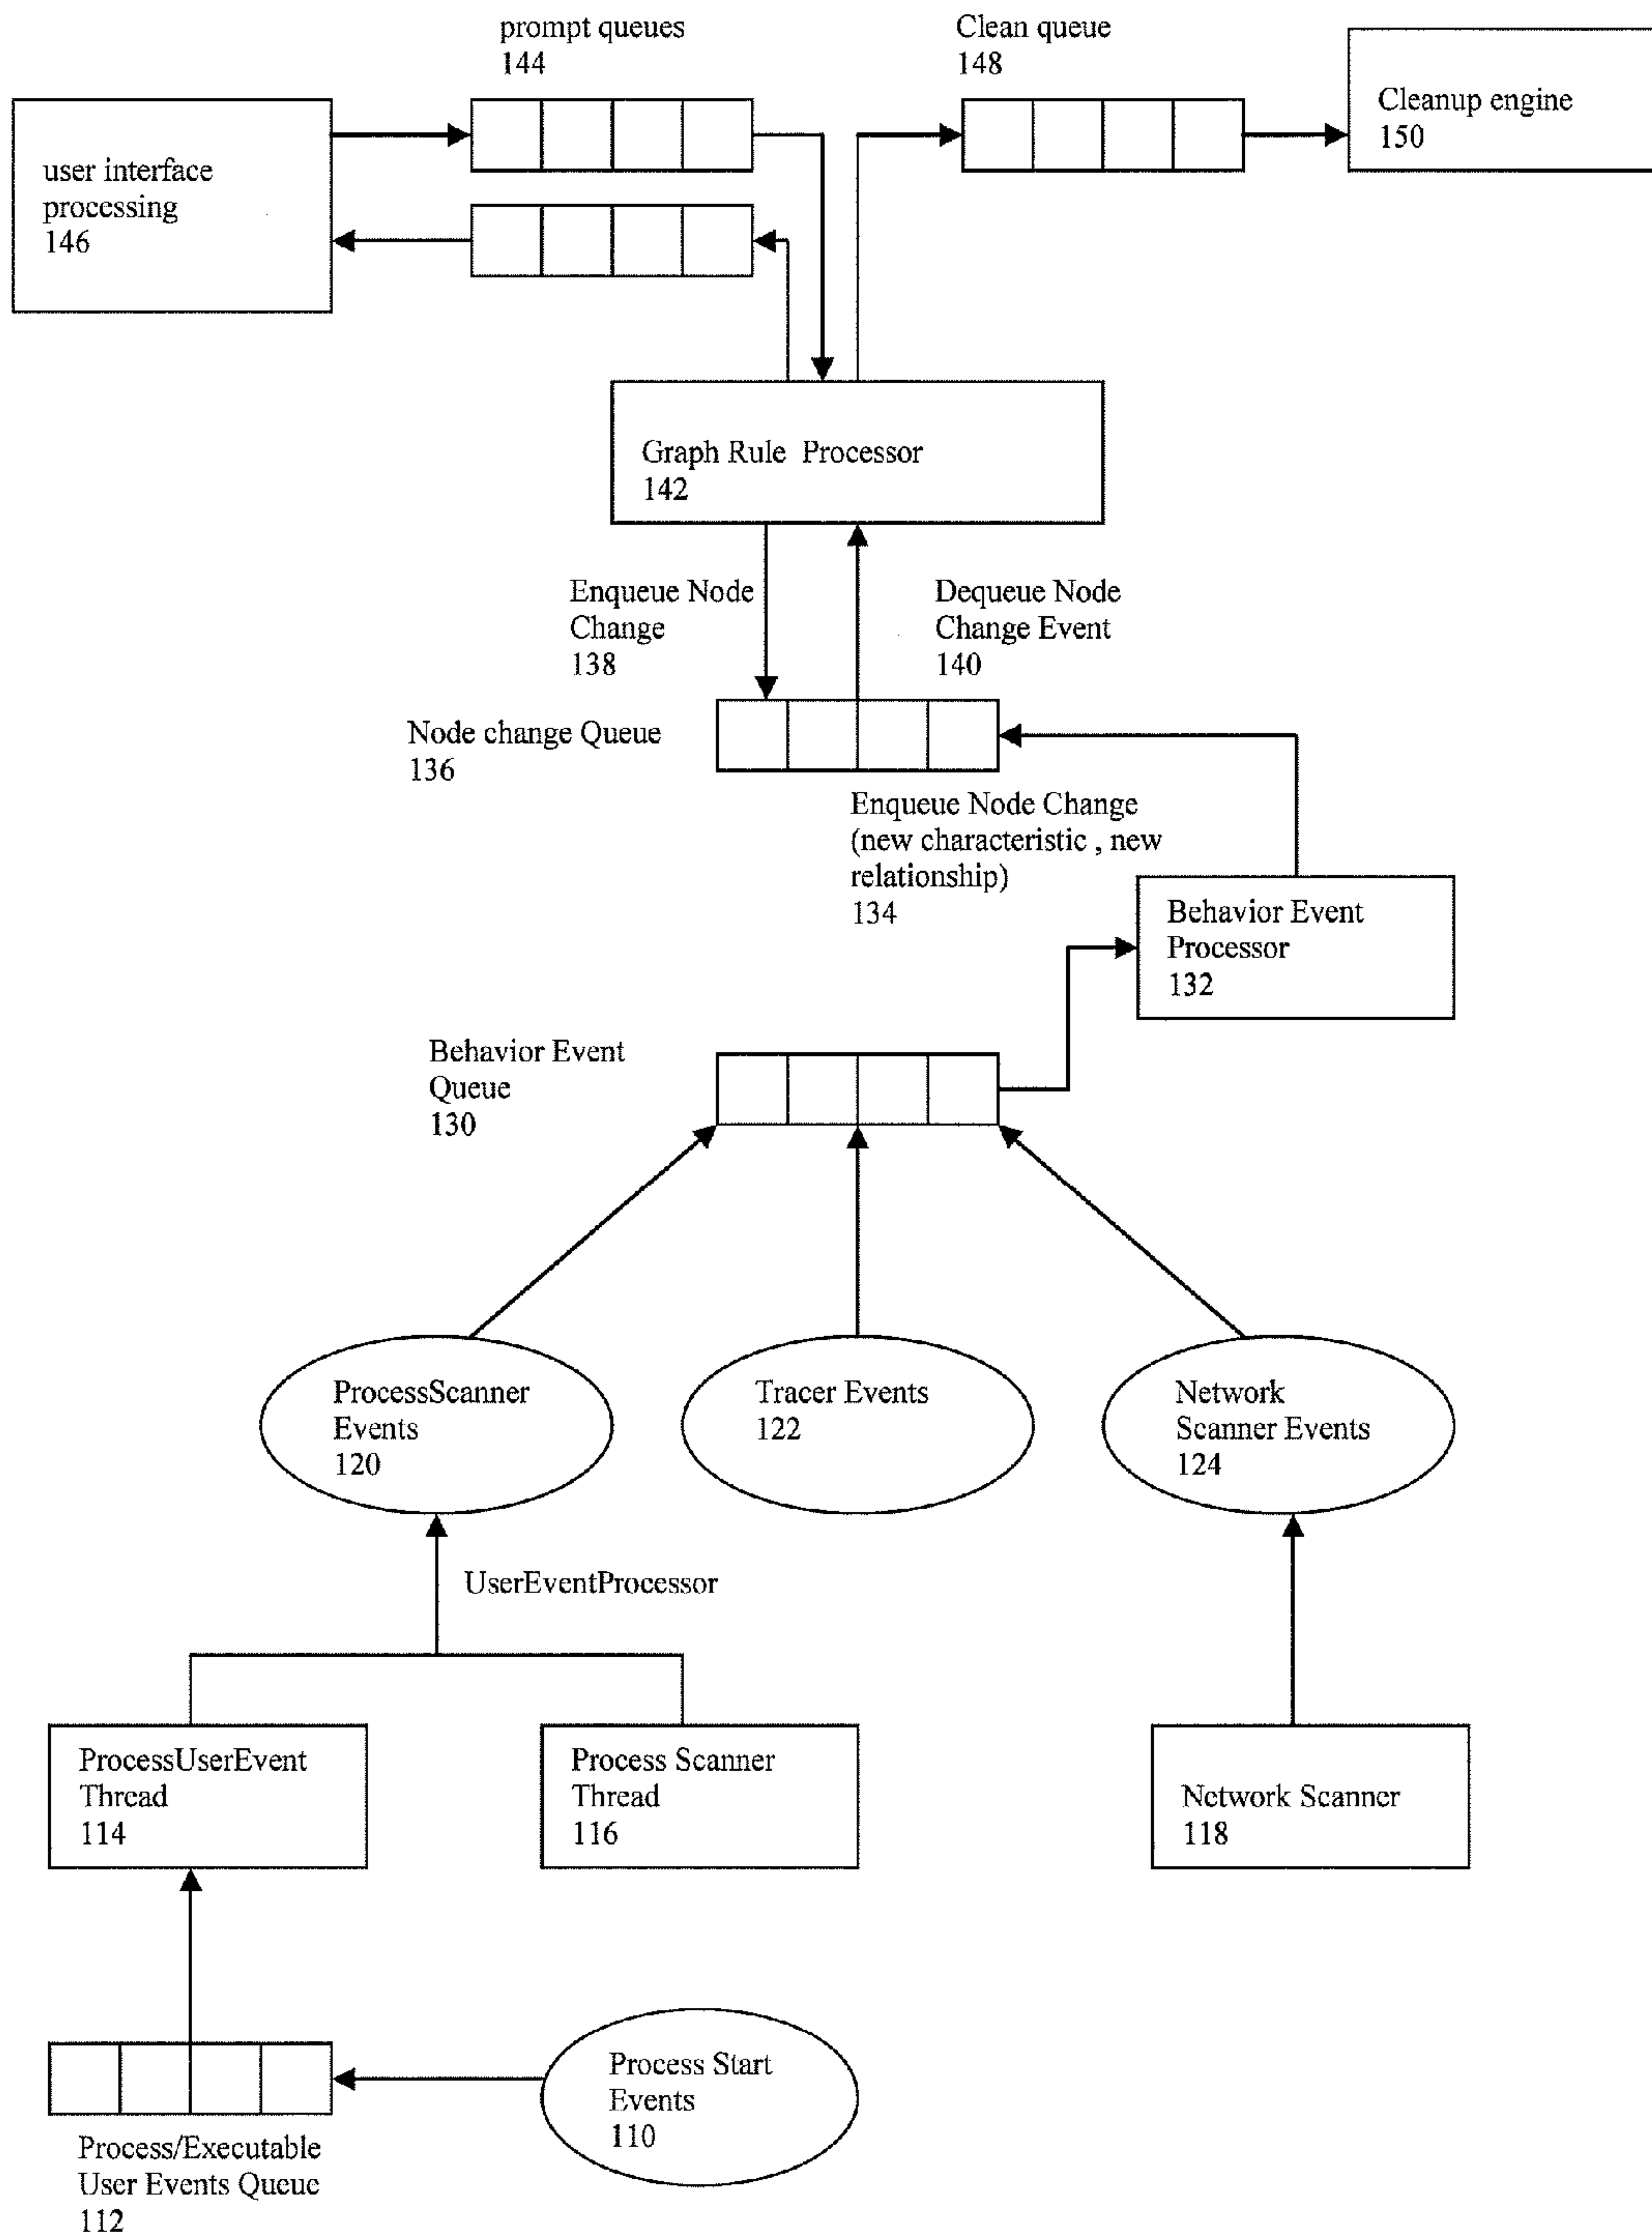 prompt queues
144
Clean queue
148
Cleanup engine
150
user interface
processing
146
Graph Rule Processor
142
Enqueue Node
Change
138
Dequeue Node
Change Event
140
Node change Queue
136
Enqueue Node Change
(new characteristic , new
relationship)
134
Behavior Event
Processor
132
Behavior Event
Queue
130
ProcessScanner
Events
120
Tracer Events
122
Network
Scanner Events
124
UserEventProcessor
ProcessUserEvent
Thread
114
Process Scanner
Thread
116
Network Scanner
118
Process Start
Events
110
Process/Executable
User Events Queue
112